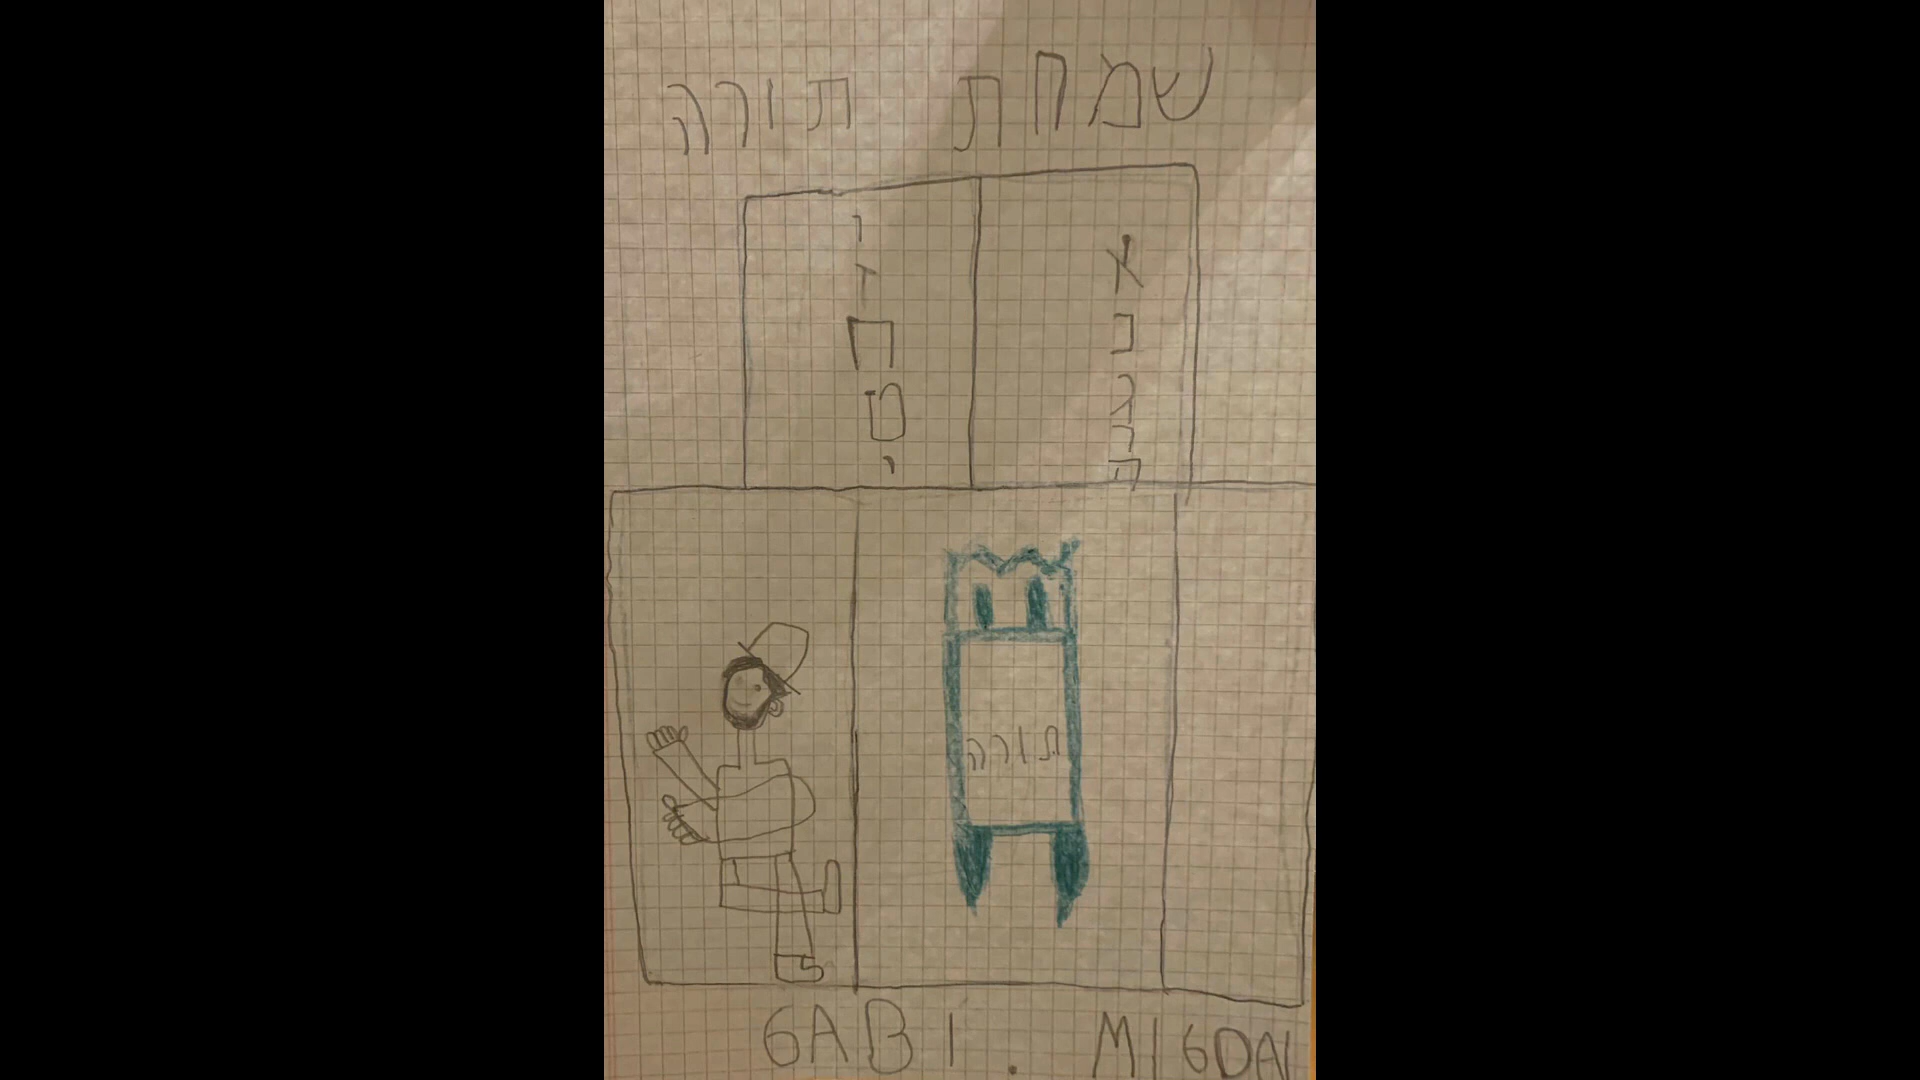 שמחת תורה
א ב ג ד ה
ו ז ח ט י
תורה
GABI . MIGDAL